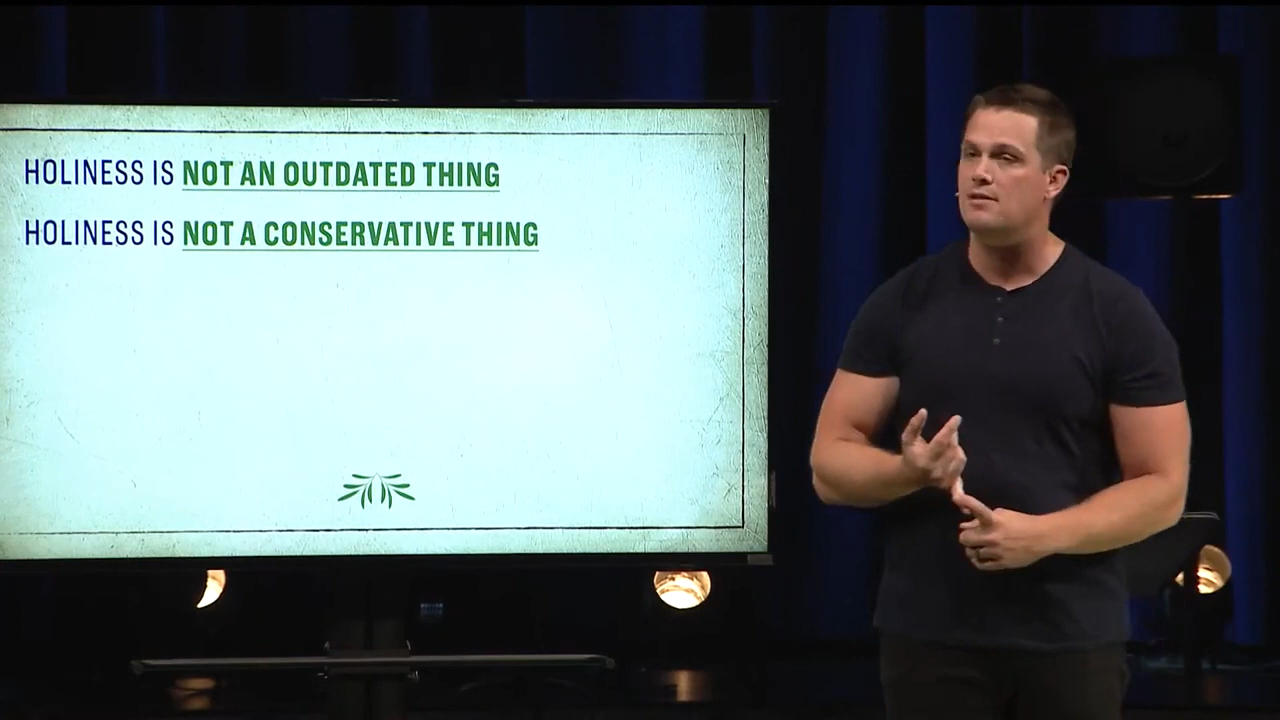 HOLINESS IS NOT AN OUTDATED THING
HOLINESS IS NOT A CONSERVATIVE THING